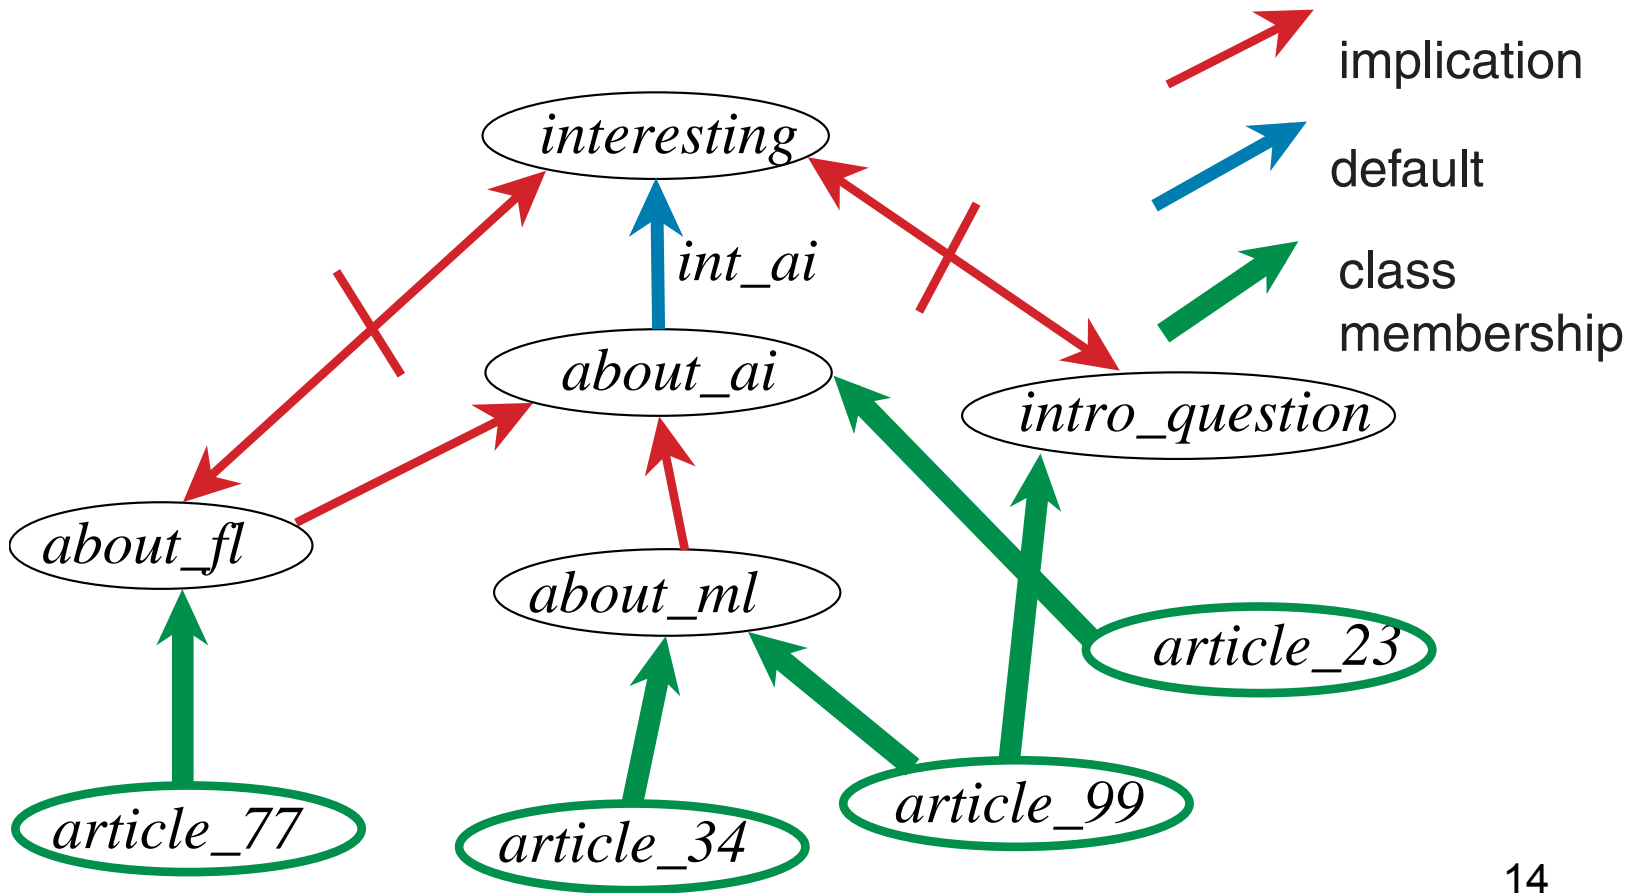 implication
interesting
default
int_ai
class
membership
about_ai
intro_question
about_fl
about_ml
article_23
article_99
article_77
article_34
14